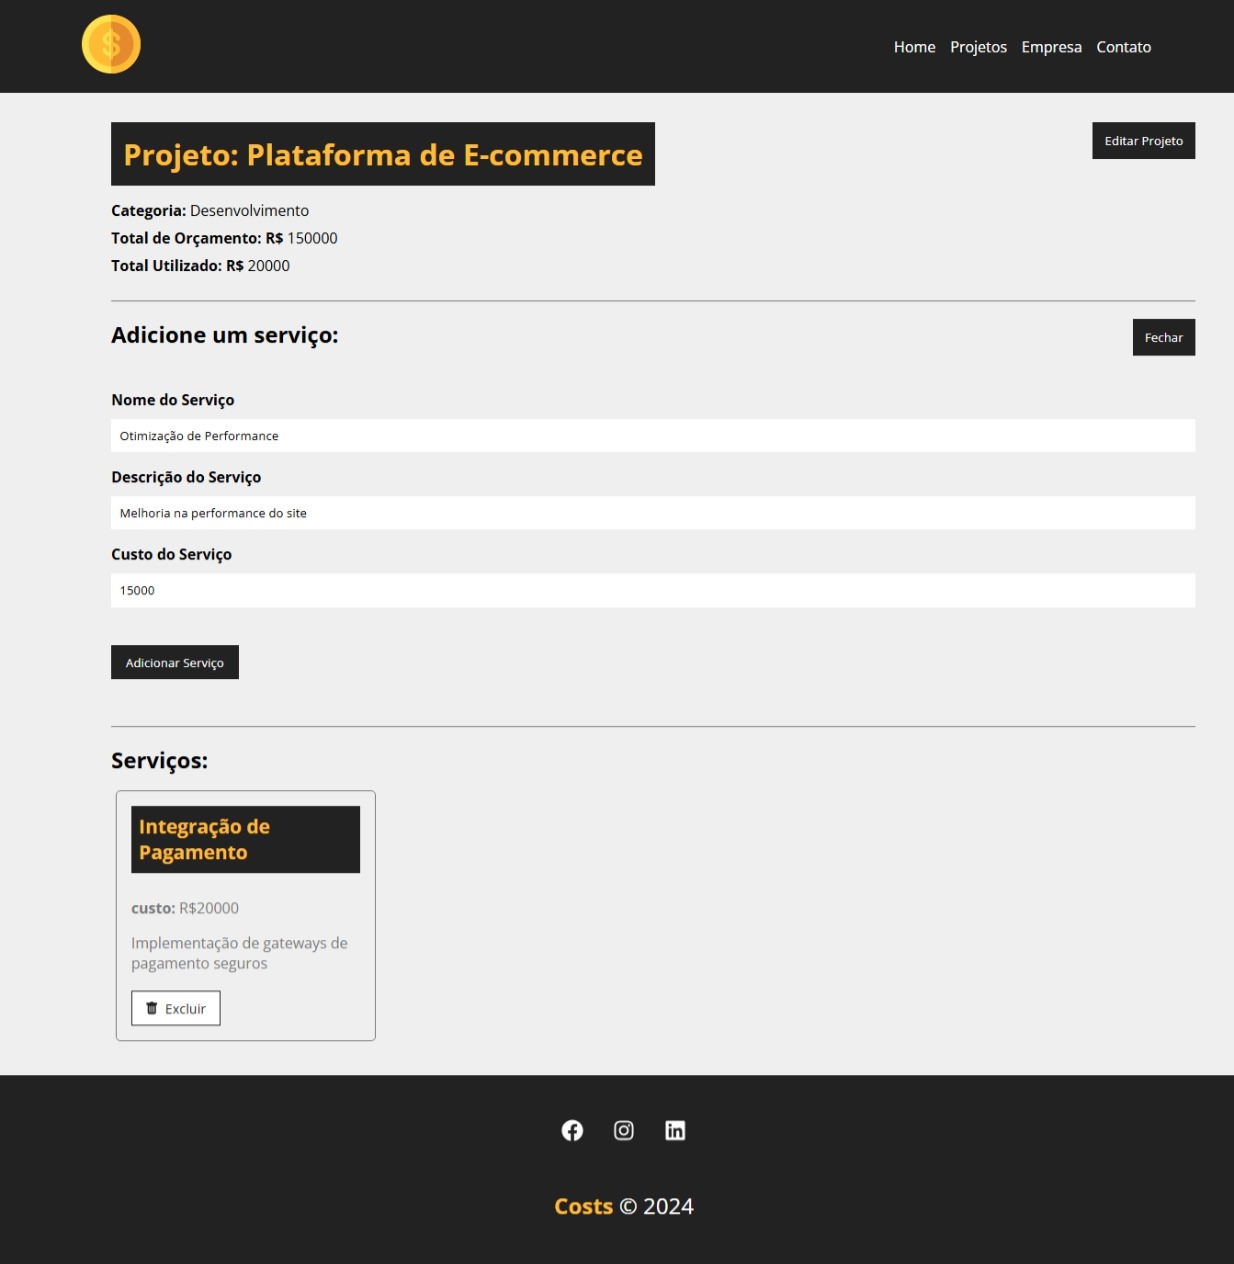 $
Home Projetos Empresa Contato
Projeto: Plataforma de E-commerce
Editar Projeto
Categoria: Desenvolvimento
Total de Orçamento: R$ 150000
Total Utilizado: R$ 20000
Adicione um serviço:
Fechar
Nome do Serviço
Otimização de Performance
Descrição do Serviço
Melhoria na performance do site
Custo do Serviço
15000
Adicionar Serviço
Serviços:
Integração de
Pagamento
custo: R$20000
Implementação de gateways de
pagamento seguros
Excluir
Costs © 2024